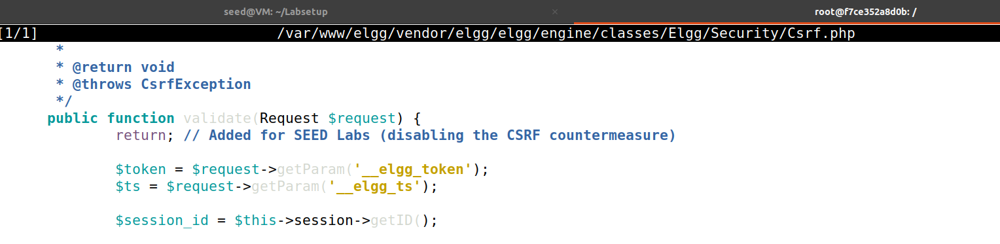 seed@VM: ~/Labsetup × root@f7ce352a8d0b: /
[1/1] /var/www/elgg/vendor/elgg/elgg/engine/classes/Elgg/Security/Csrf.php
*
* @return void
* @throws CsrfException
*/
public function validate(Request $request) {
return; // Added for SEED Labs (disabling the CSRF countermeasure)
$token = $request->getParam('__elgg_token');
$ts = $request->getParam('__elgg_ts');
$session_id = $this->session->getID();